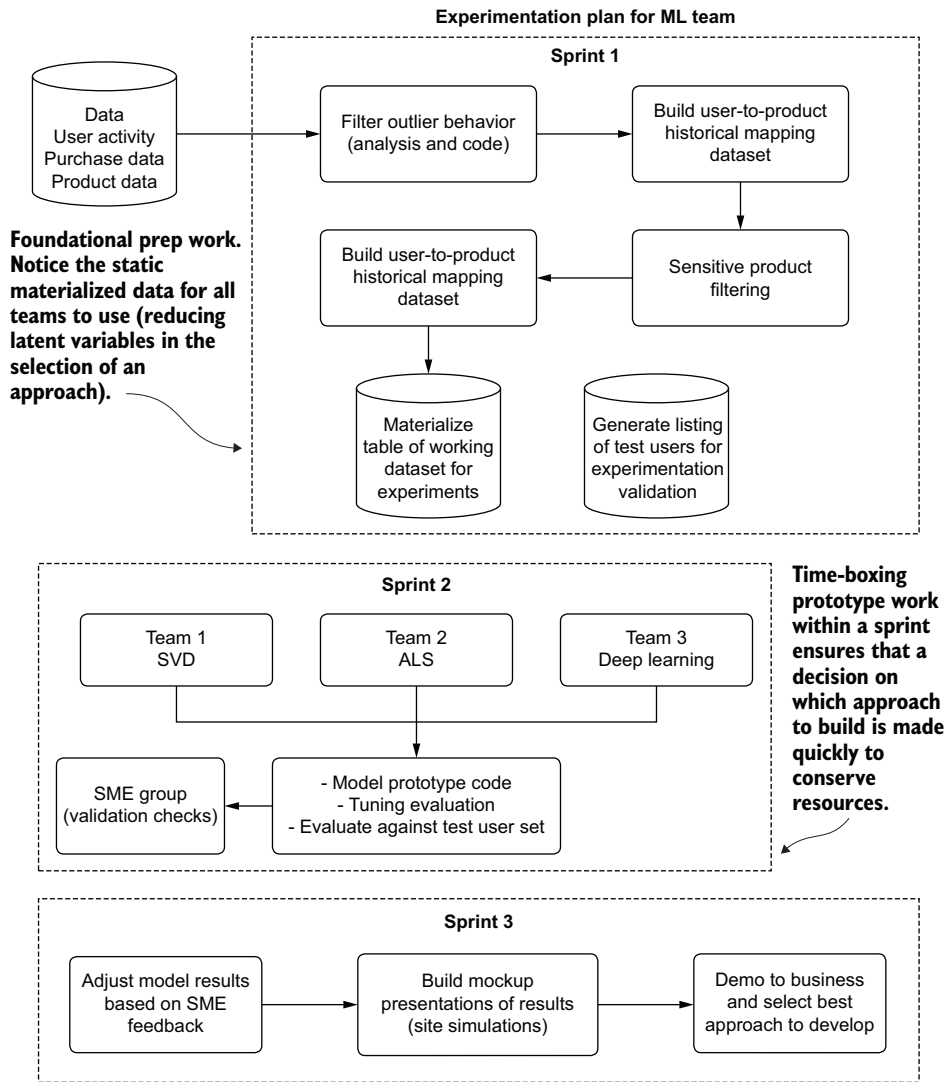 Experimentation plan for ML team
Sprint 1
Data
User activity
Purchase data
Product data
Filter outlier behavior
(analysis and code)
Build user-to-product
historical mapping
dataset
Foundational prep work.
Notice the static
materialized data for all
teams to use (reducing
latent variables in the
selection of an
approach).
Build user-to-product
historical mapping
dataset
Sensitive product
filtering
Materialize
table of working
dataset for
experiments
Generate listing
of test users for
experimentation
validation
Sprint 2
Team 1
SVD
Team 2
ALS
Team 3
Deep learning
SME group
(validation checks)
- Model prototype code
- Tuning evaluation
- Evaluate against test user set
Time-boxing
prototype work
within a sprint
ensures that a
decision on
which approach
to build is made
quickly to
conserve
resources.
Sprint 3
Adjust model results
based on SME
feedback
Build mockup
presentations of results
(site simulations)
Demo to business
and select best
approach to develop